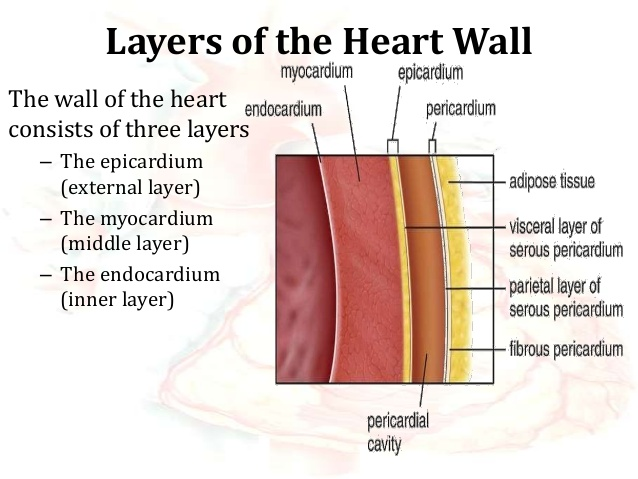 Layers of the Heart Wall
The wall of the heart
consists of three layers
– The epicardium
(external layer)
– The myocardium
(middle layer)
– The endocardium
(inner layer)
myocardium
epicardium
endocardium
pericardium
adipose tissue
visceral layer of
serous pericardium
parietal layer of
serous pericardium
fibrous pericardium
pericardial
cavity